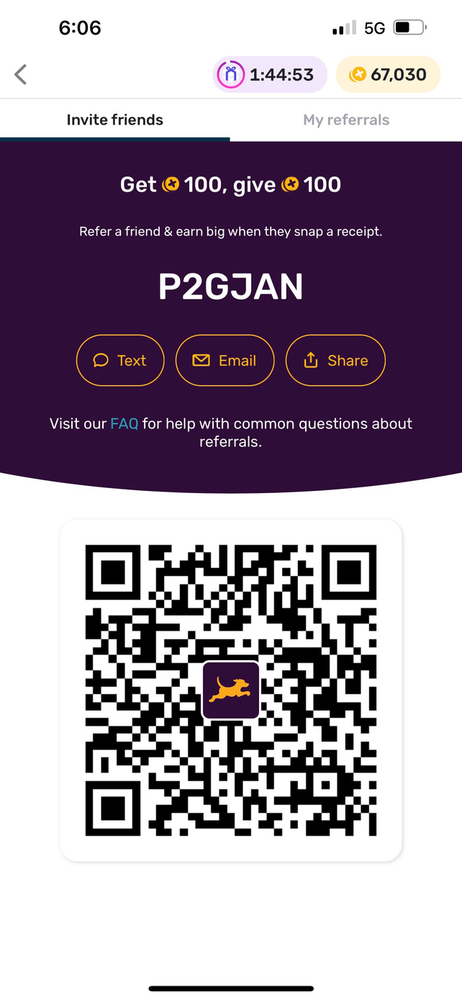 6:06
5G
1:44:53
67,030
Invite friends
My referrals
Get 100, give 100
Refer a friend & earn big when they snap a receipt.
P2GJAN
Text
Email
Share
Visit our FAQ for help with common questions about
referrals.